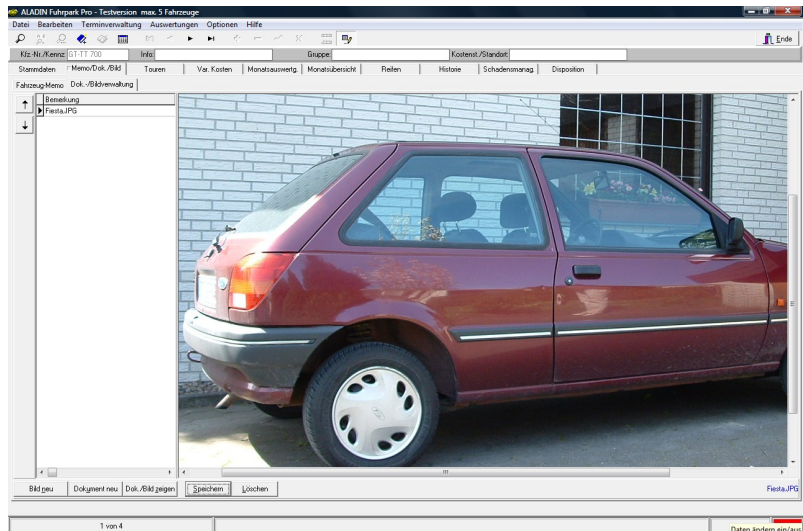 ALADIN Fuhrpark Pro - Testversion max. 5 Fahrzeuge
Datei Bearbeiten Terminverwaltung Auswertungen Optionen Hilfe
Ende
Kfz.-Nr./Kennz. GT-TT 700 Info: Gruppe: Kostenst./Standort:
Stammdaten Memo/Dok./Bild Touren Var. Kosten Monatsauswertg. Monatsübersicht Reifen Historie Schadensmanag. Disposition
Fahrzeug-Memo Dok.-/Bildverwaltung
Bemerkung
Fiesta.JPG
Bild neu Dokument neu Dok./Bild zeigen Speichern Löschen Fiesta.JPG
1 von 4 Daten ändern ein/aus